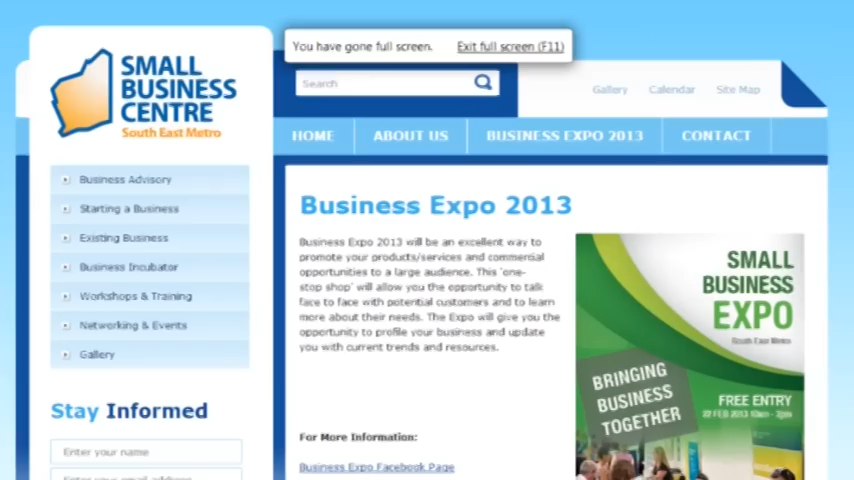 You have gone full screen. Exit full screen (F11)
SMALL
BUSINESS
CENTRE
South East Metro
Search
Gallery Calendar Site Map
HOME ABOUT US BUSINESS EXPO 2013 CONTACT
Business Advisory
Starting a Business
Existing Business
Business Incubator
Workshops & Training
Networking & Events
Gallery
Stay Informed
Enter your name
Enter your email address
Business Expo 2013
Business Expo 2013 will be an excellent way to
promote your products/services and commercial
opportunities to a large audience. This 'one-
stop shop' will allow you the opportunity to talk
face to face with potential customers and to learn
more about their needs. The Expo will give you the
opportunity to profile your business and update
you with current trends and resources.
For More Information:
Business Expo Facebook Page
SMALL
BUSINESS
EXPO
South East Metro
BRINGING
BUSINESS
TOGETHER
FREE ENTRY
22 FEB 2013 10am - 2pm